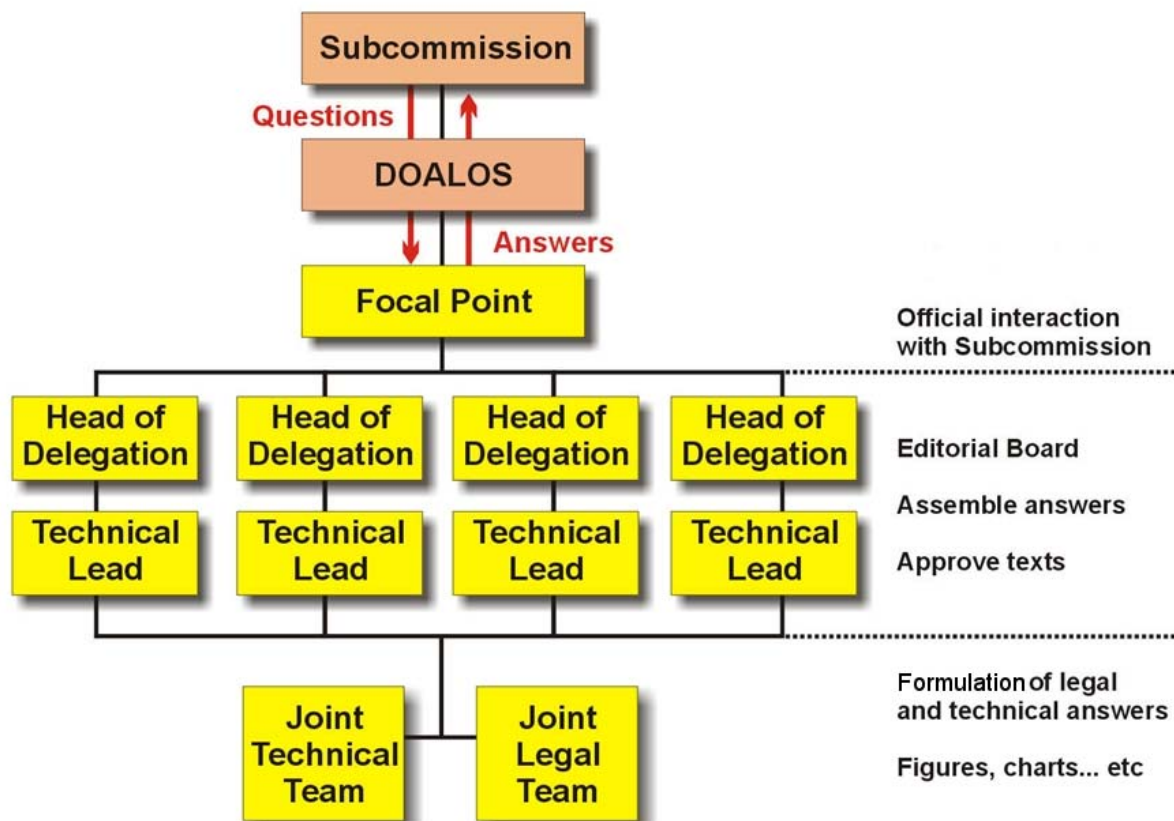 Subcommission
Questions
DOALOS
Answers
Focal Point
Official interaction
with Subcommission
Head of
Delegation
Head of
Delegation
Head of
Delegation
Head of
Delegation
Editorial Board
Assemble answers
Approve texts
Technical
Lead
Technical
Lead
Technical
Lead
Technical
Lead
Joint
Technical
Team
Joint
Legal
Team
Formulation of legal
and technical answers
Figures, charts... etc